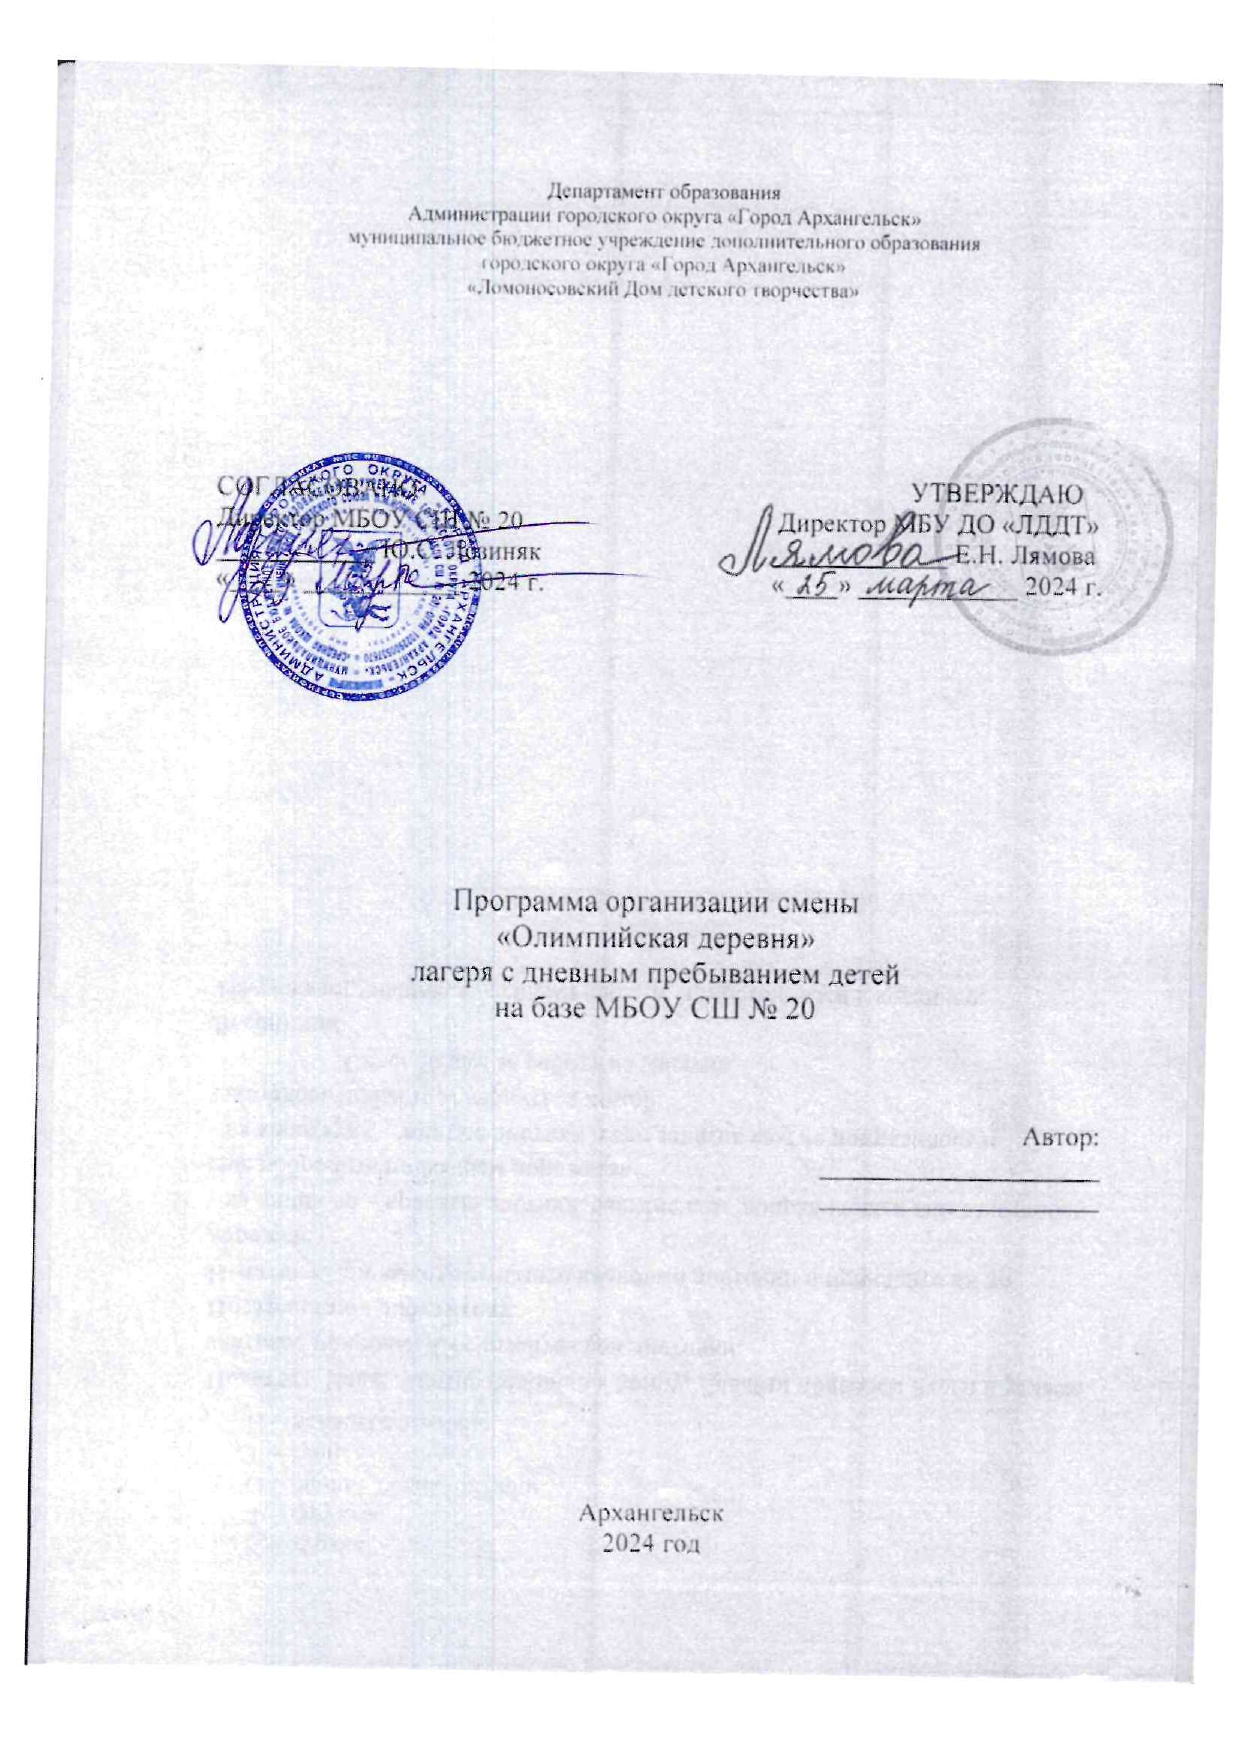 Департамент образования
Администрации городского округа «Город Архангельск»
муниципальное бюджетное учреждение дополнительного образования
городского округа «Город Архангельск»
«Ломоносовский Дом детского творчества»
СОГЛАСОВАНО
Директор МБОУ СШ № 20
Ю.С.
« » марта 2024 г.
УТВЕРЖДАЮ
Директор МБУ ДО «ЛДДТ»
Лямова Е.Н. Лямова
« 25 » марта 2024 г.
Программа организации смены
«Олимпийская деревня»
лагеря с дневным пребыванием детей
на базе МБОУ СШ № 20
Автор:
Архангельск
2024 год